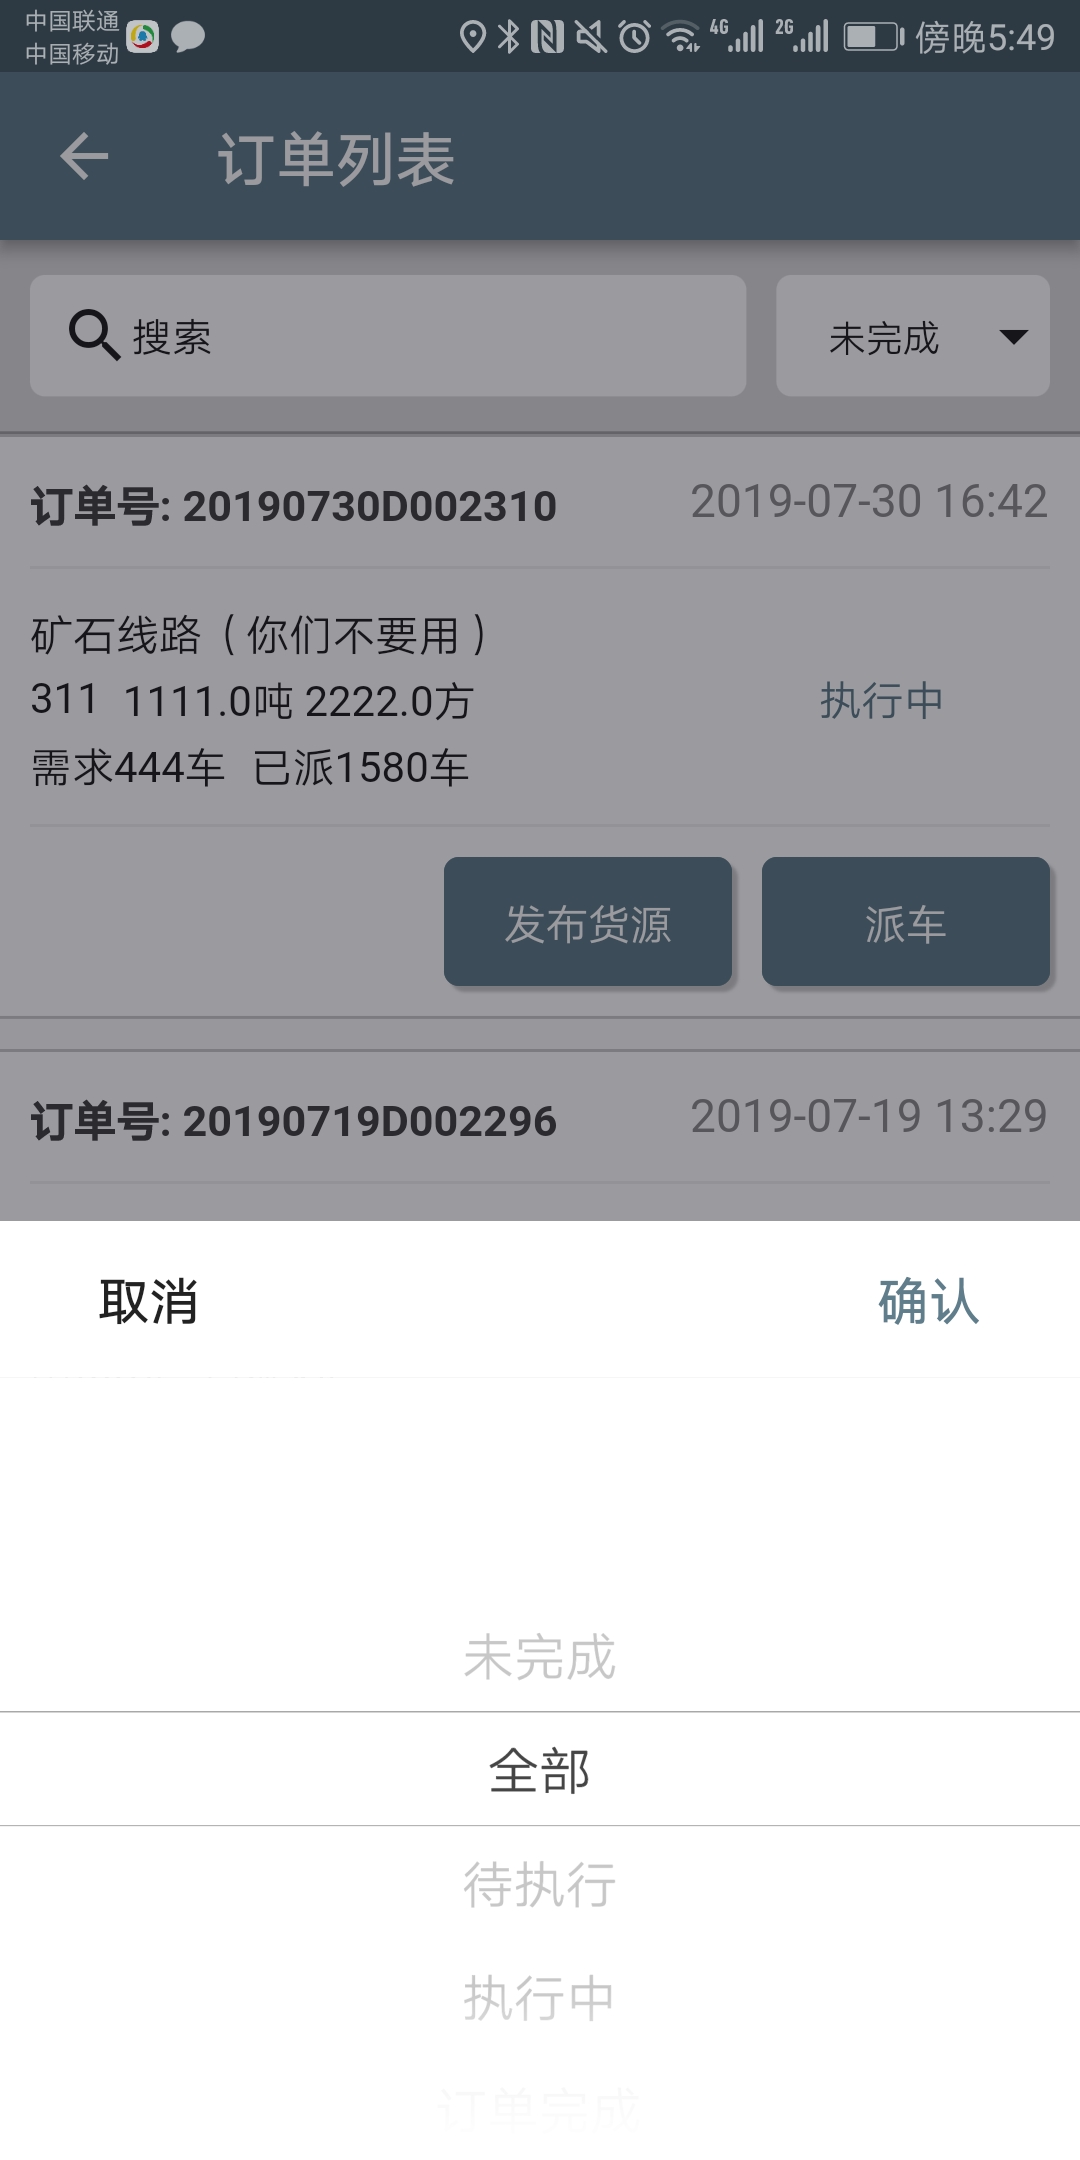 中国联通
中国移动
4G 2G 傍晚5:49
订单列表
搜索
未完成
订单号: 20190730D002310 2019-07-30 16:42
矿石线路（你们不要用）
311 1111.0吨 2222.0方
执行中
需求444车 已派1580车
发布货源 派车
订单号: 20190719D002296 2019-07-19 13:29
取消 确认
未完成
全部
待执行
执行中
订单完成